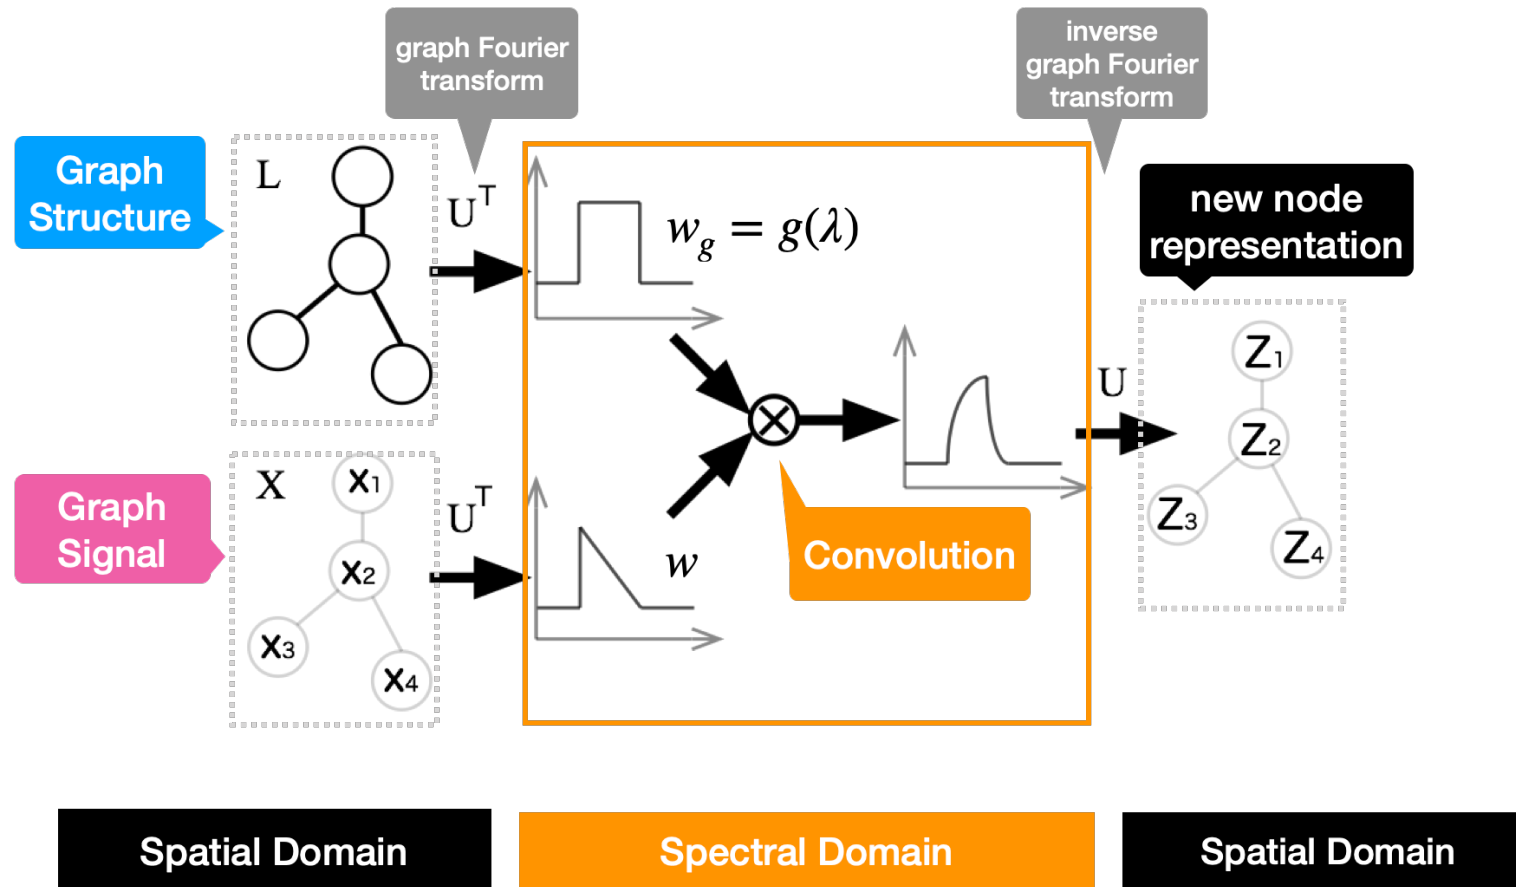 graph Fourier
transform
inverse
graph Fourier
transform
Graph
Structure
L
U^T
w_g = g(λ)
new node
representation
Graph
Signal
X
x₁
x₂
x₃
x₄
U^T
w
Convolution
U
Z₁
Z₂
Z₃
Z₄
Spatial Domain
Spectral Domain
Spatial Domain